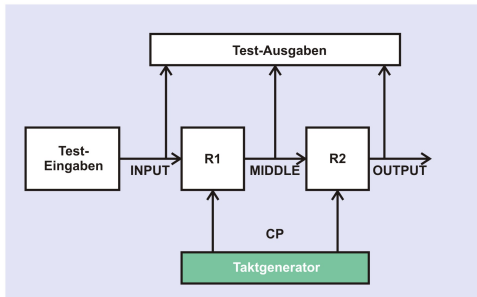 Test-Ausgaben
Test-
Eingaben
INPUT
R1
MIDDLE
R2
OUTPUT
CP
Taktgenerator